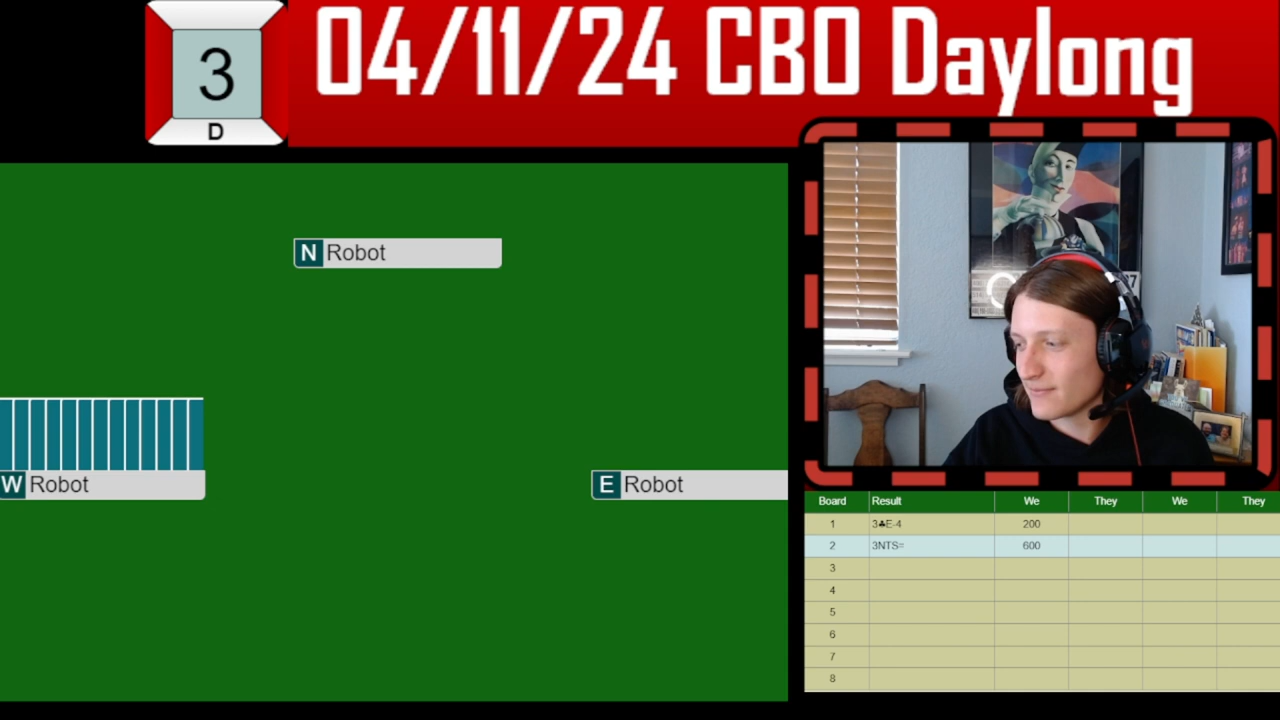 04/11/24 CBO Daylong
3
D
N Robot
W Robot
E Robot
Board Result We They We They
1 3♣E-4 200
2 3NTS= 600
3
4
5
6
7
8